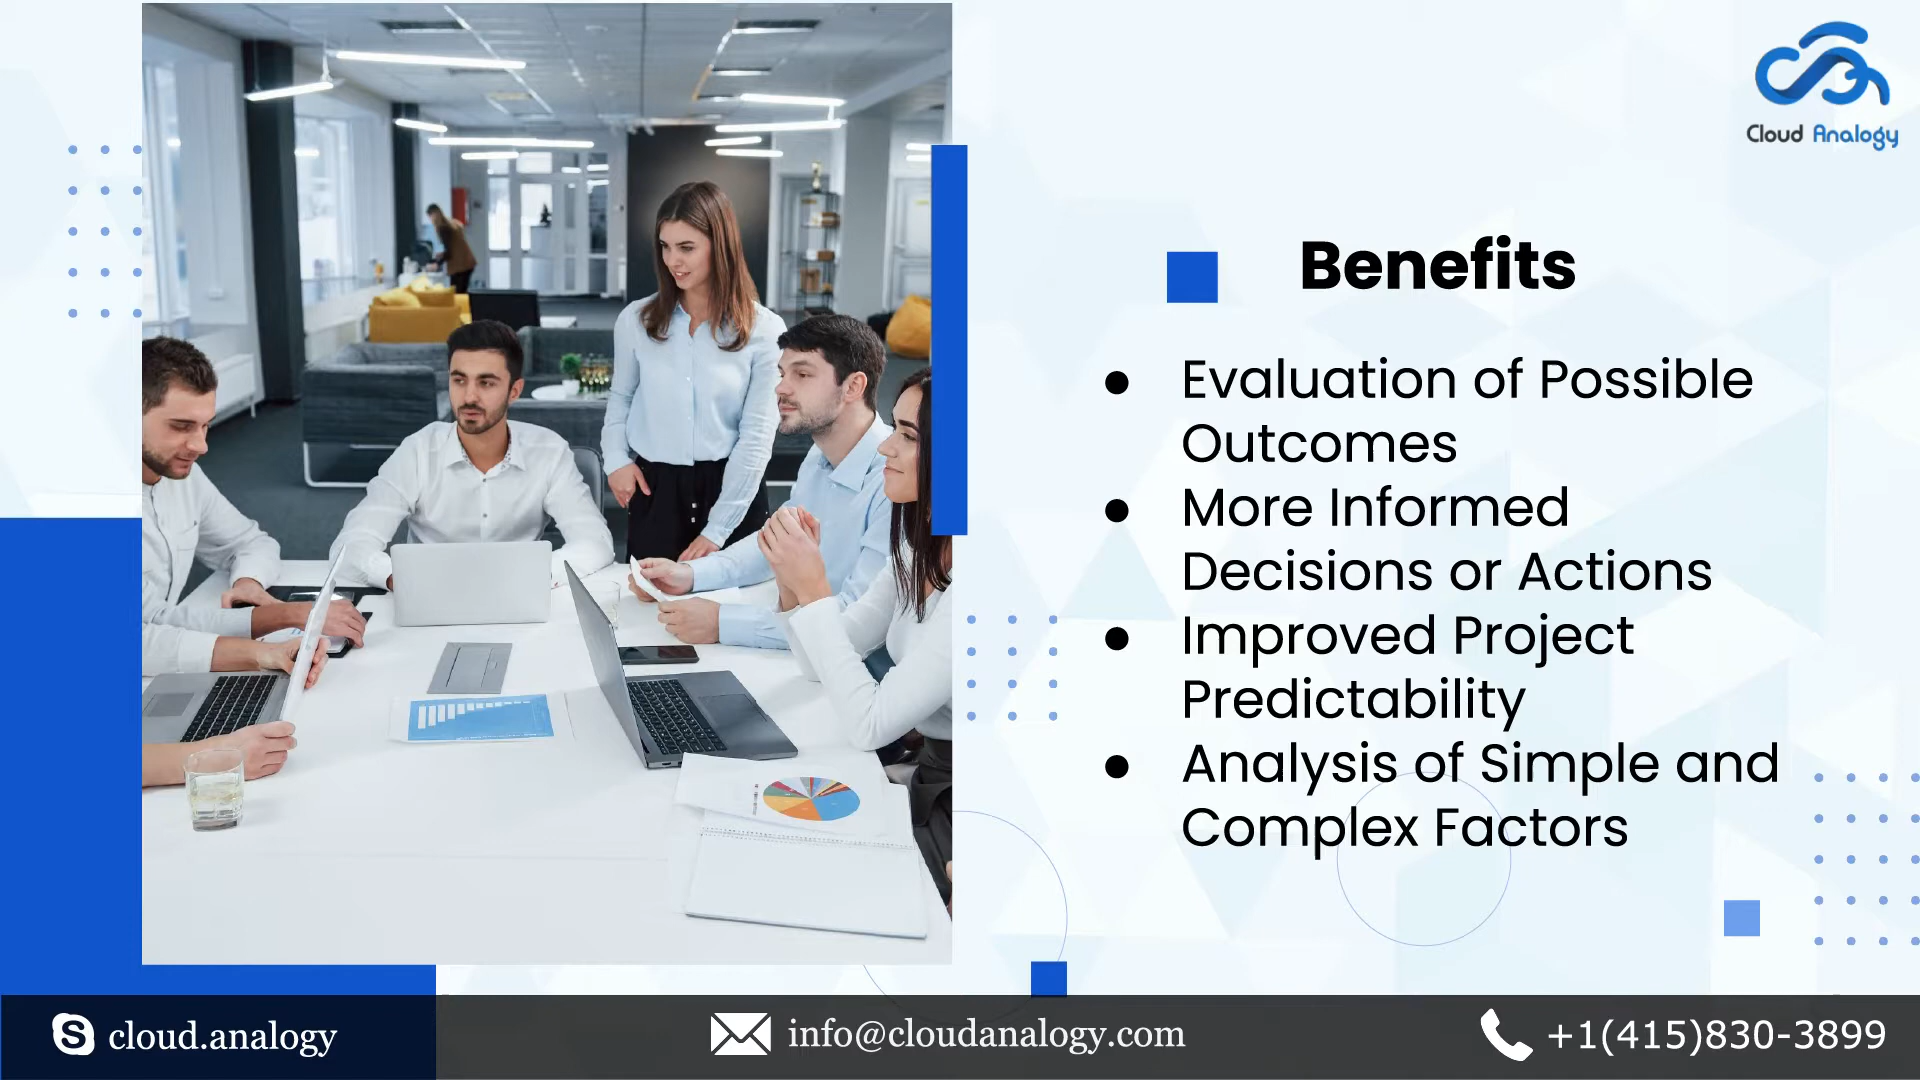 Cloud Analogy
Benefits
● Evaluation of Possible
Outcomes
● More Informed
Decisions or Actions
● Improved Project
Predictability
● Analysis of Simple and
Complex Factors
cloud.analogy
info@cloudanalogy.com
+1(415)830-3899